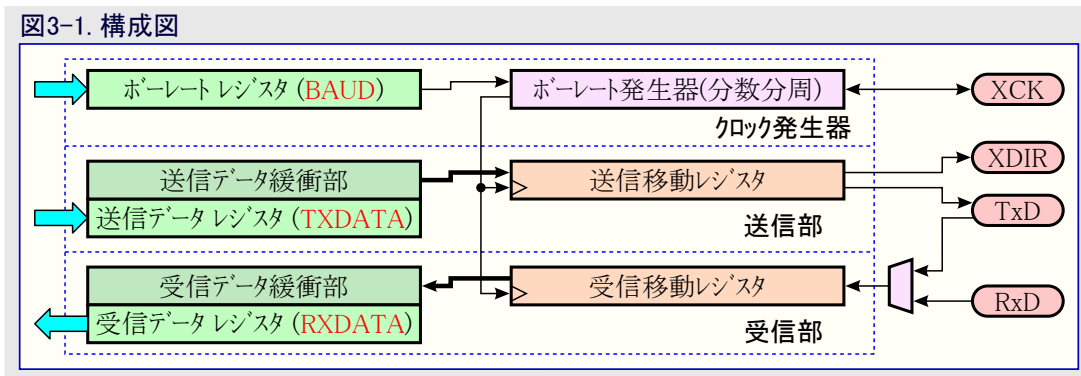 図3-1. 構成図
ボーレート レジスタ (BAUD)
ボーレート発生器(分数分周)
XCK
クロック発生器
XDIR
送信データ緩衝部
送信移動レジスタ
送信データ レジスタ (TXDATA)
TxD
送信部
受信データ緩衝部
受信移動レジスタ
RxD
受信データ レジスタ (RXDATA)
受信部